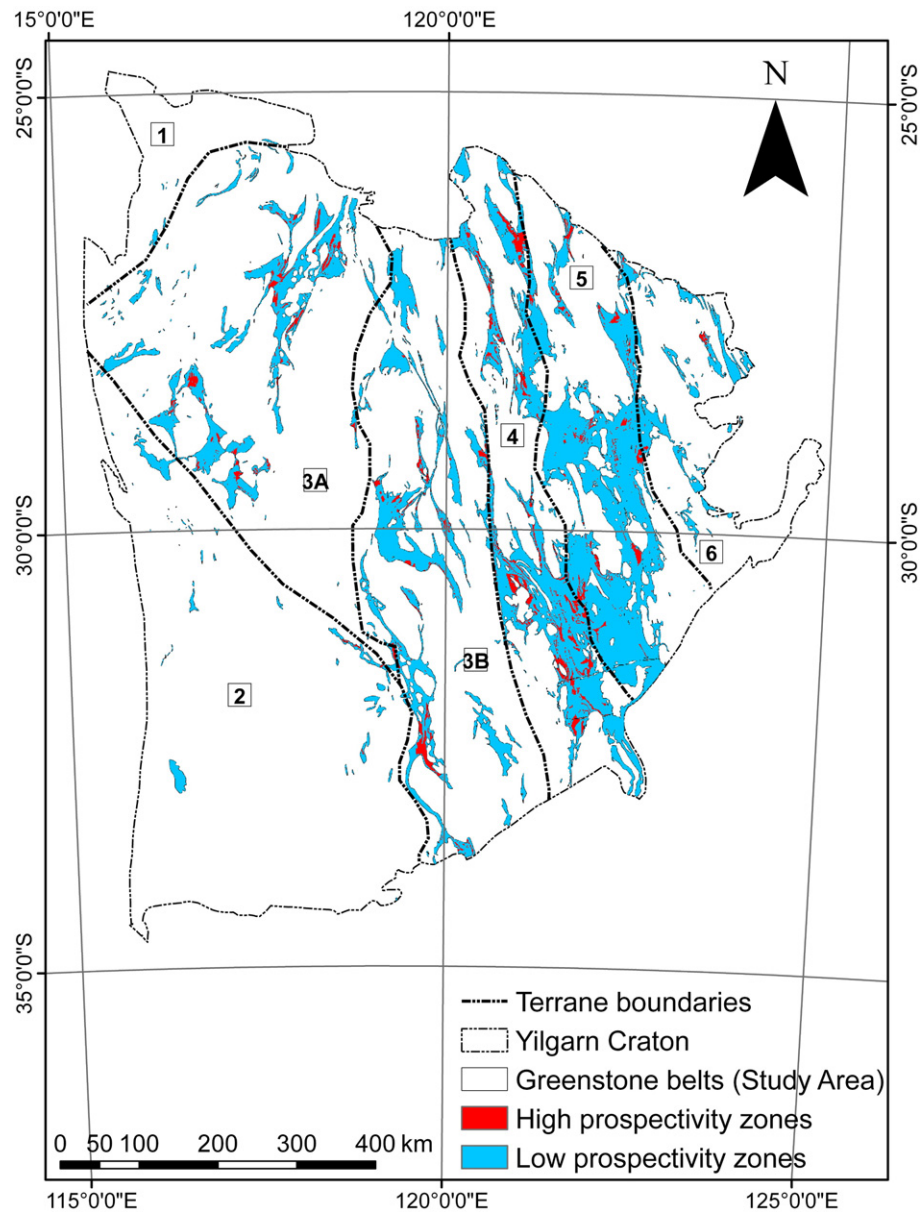 15°0'0"E 120°0'0"E
25°0'0"S
25°0'0"S
N
1
5
4
3A
30°0'0"S
30°0'0"S
6
3B
2
35°0'0"S
Terrane boundaries
Yilgarn Craton
Greenstone belts (Study Area)
High prospectivity zones
Low prospectivity zones
0 50 100 200 300 400 km
115°0'0"E 120°0'0"E 125°0'0"E